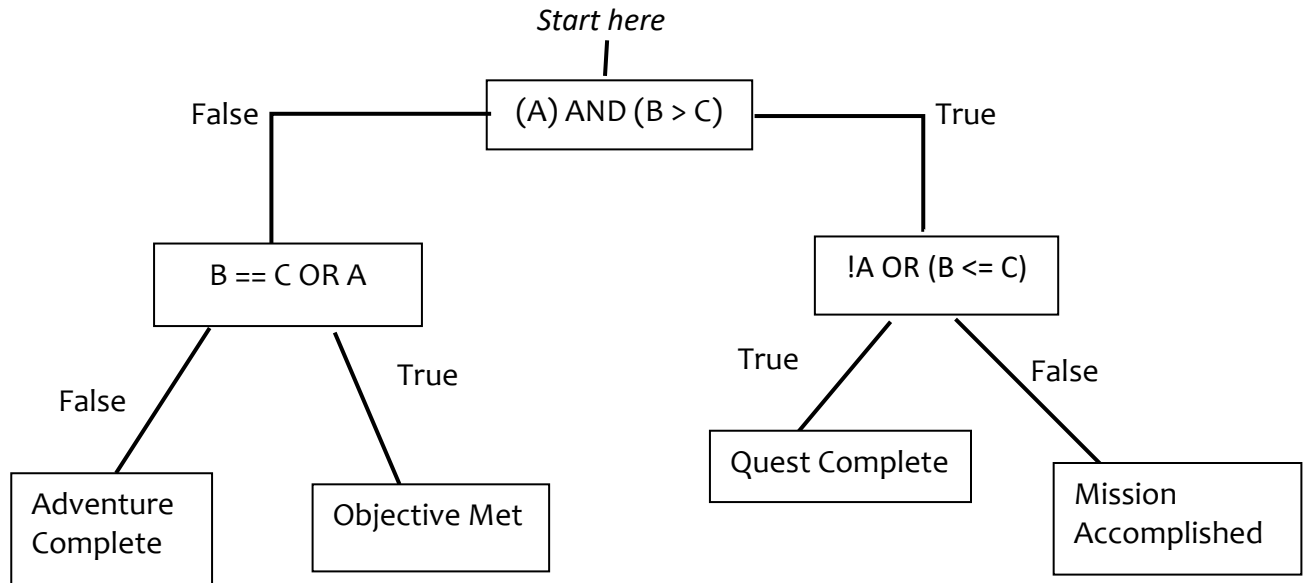 Start here
(A) AND (B > C)
False
True
B == C OR A
!A OR (B <= C)
False
True
True
False
Adventure
Complete
Objective Met
Quest Complete
Mission
Accomplished